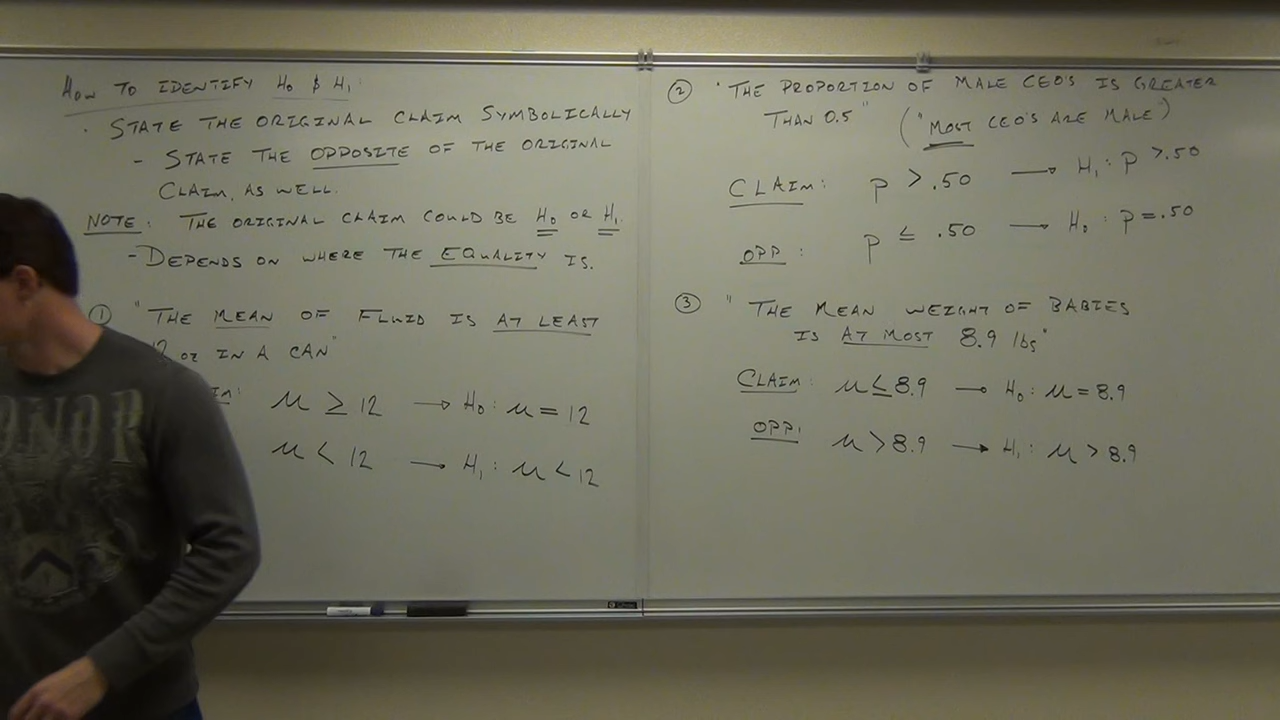 How TO IDENTIFY H₀ & H₁:
• STATE THE ORIGINAL CLAIM SYMBOLICALLY
- STATE THE OPPOSITE OF THE ORIGINAL
CLAIM, AS WELL.
NOTE: THE ORIGINAL CLAIM COULD BE H₀ OR H₁.
- DEPENDS ON WHERE THE EQUALITY IS.
① "THE MEAN OF FLUID IS AT LEAST
12 oz IN A CAN"
μ ≥ 12 → H₀: μ = 12
μ < 12 → H₁: μ < 12
② "THE PROPORTION OF MALE CEO'S IS GREATER
THAN 0.5" ("MOST CEO'S ARE MALE)
CLAIM: p > .50 → H₁: p > .50
OPP: p ≤ .50 → H₀: p = .50
③ "THE MEAN WEIGHT OF BABIES
IS AT MOST 8.9 lbs"
CLAIM: μ ≤ 8.9 → H₀: μ = 8.9
OPP: μ > 8.9 → H₁: μ > 8.9